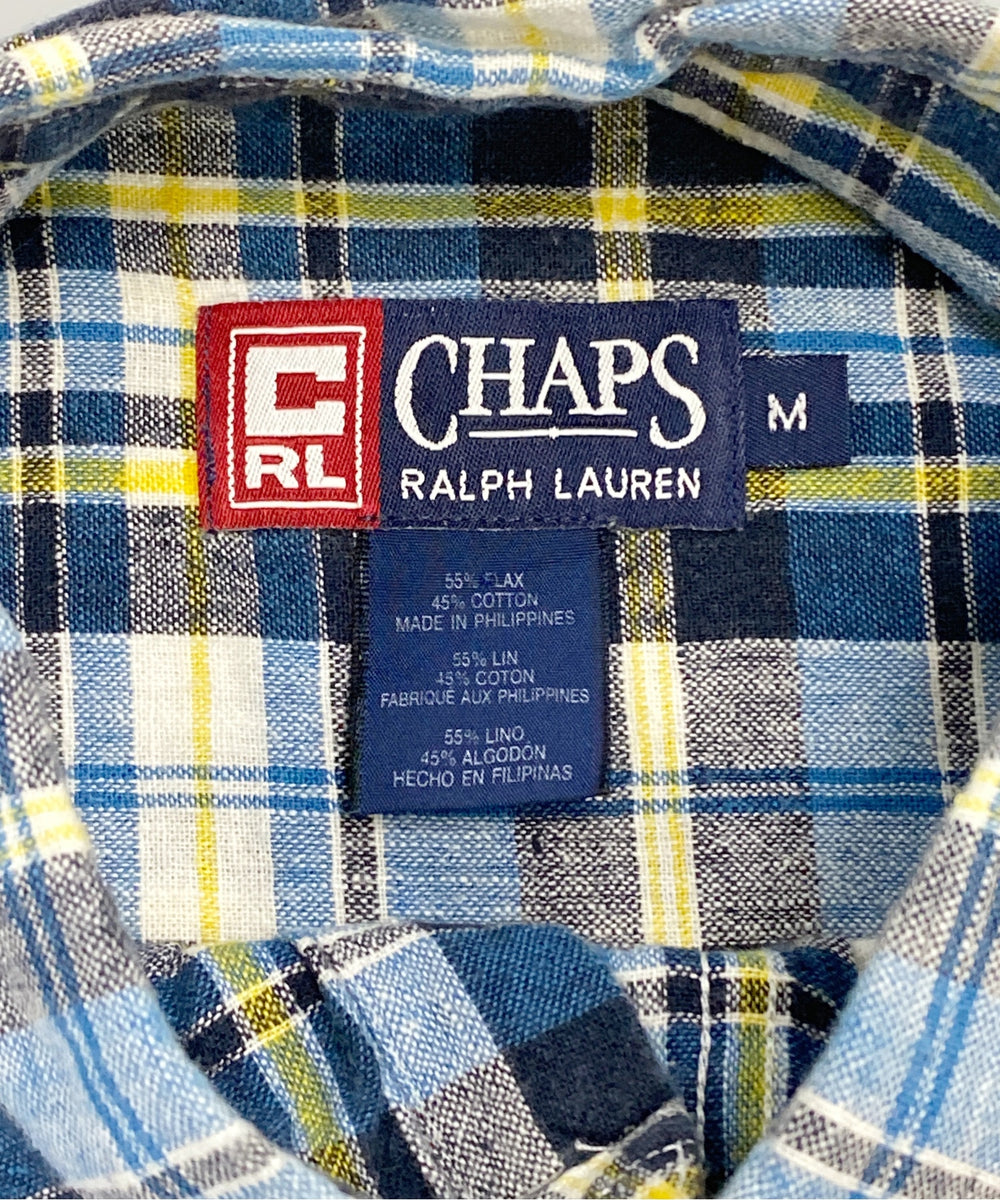 C
RL
CHAPS
RALPH LAUREN
M
55% FLAX
45% COTTON
MADE IN PHILIPPINES
55% LIN
45% COTON
FABRIQUE AUX PHILIPPINES
55% LINO
45% ALGODON
HECHO EN FILIPINAS